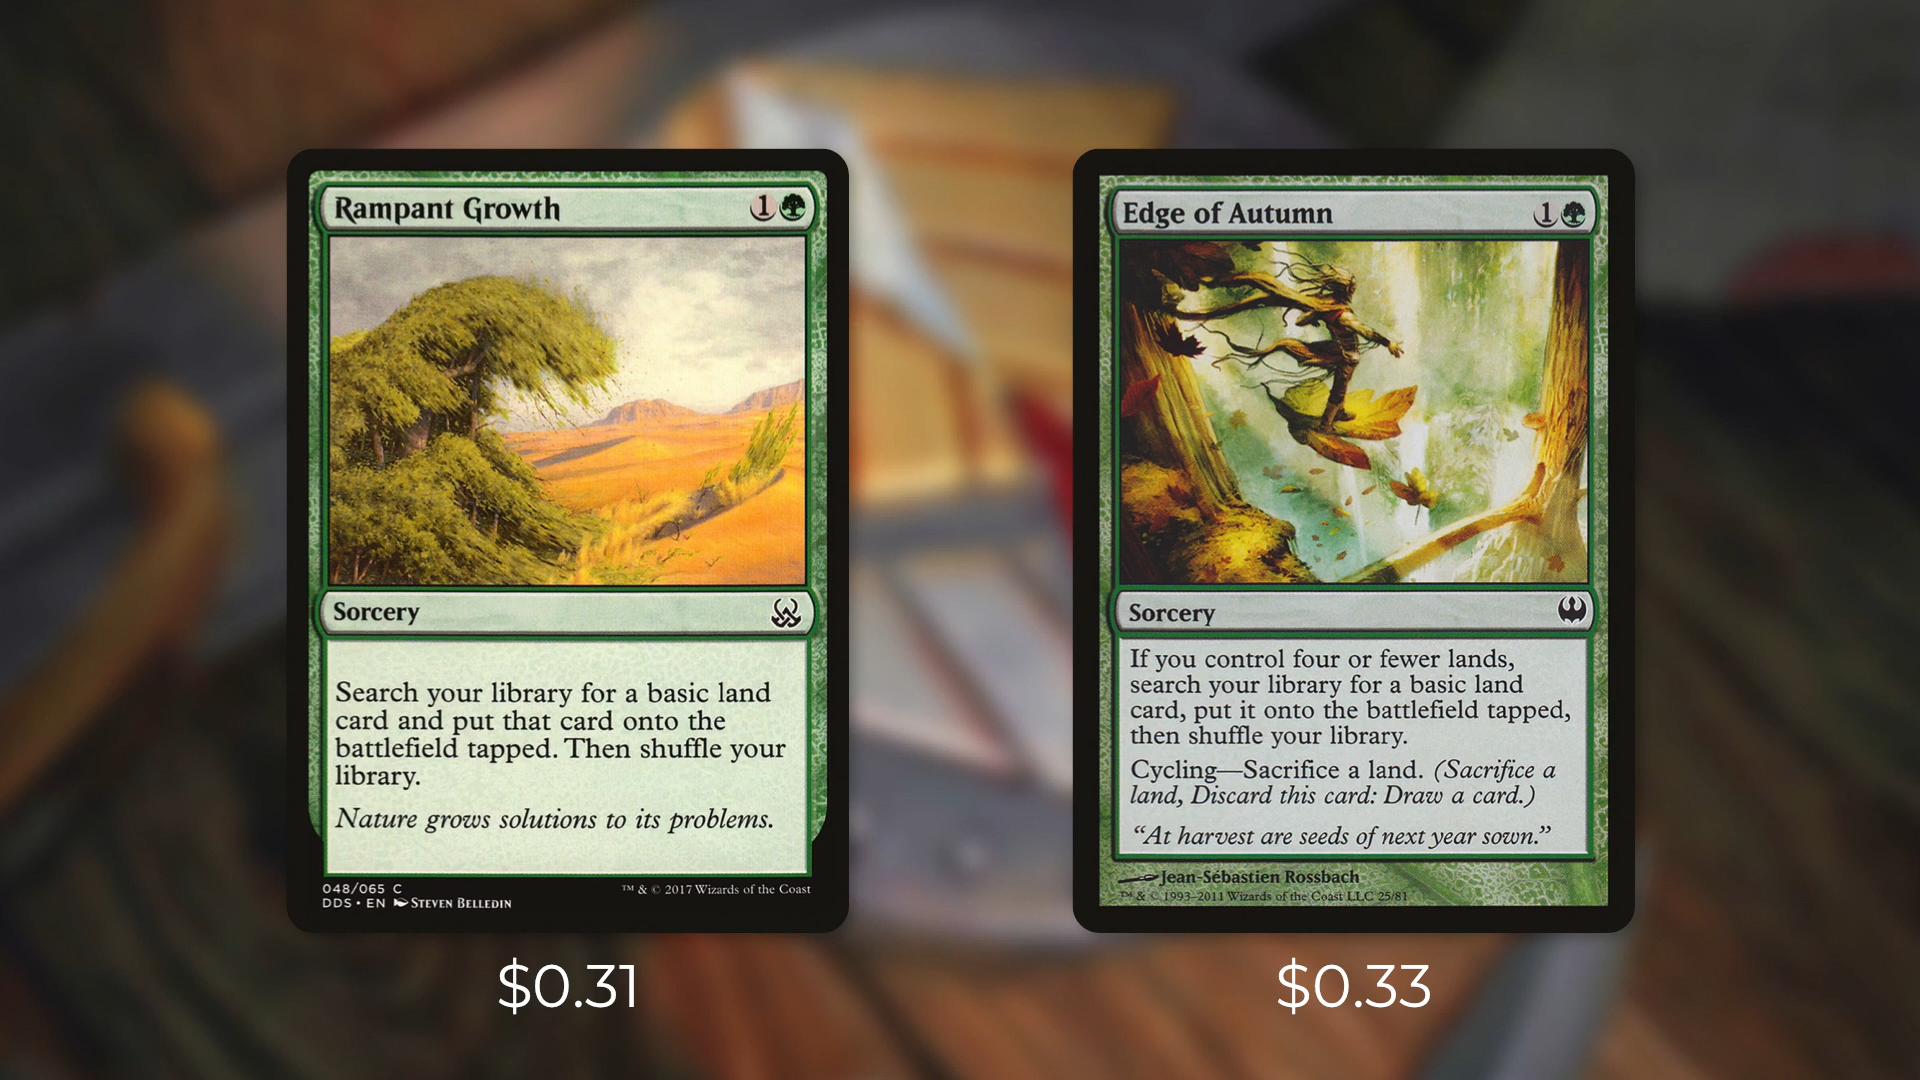 Rampant Growth 1
Sorcery
Search your library for a basic land
card and put that card onto the
battlefield tapped. Then shuffle your
library.
Nature grows solutions to its problems.
048/065 C
DDS • EN Steven Belledin
™ & © 2017 Wizards of the Coast
$0.31
Edge of Autumn 1
Sorcery
If you control four or fewer lands,
search your library for a basic land
card, put it onto the battlefield tapped,
then shuffle your library.
Cycling—Sacrifice a land. (Sacrifice a
land, Discard this card: Draw a card.)
“At harvest are seeds of next year sown.”
Jean-Sébastien Rossbach
™ & © 1993–2011 Wizards of the Coast LLC 25/81
$0.33